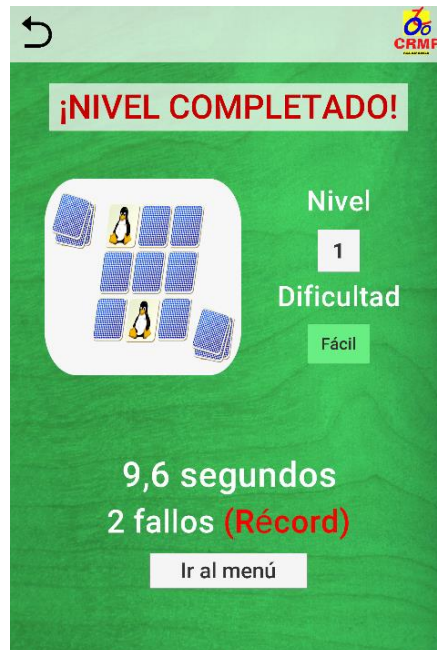 CRMF
¡NIVEL COMPLETADO!
Nivel
1
Dificultad
Fácil
9,6 segundos
2 fallos (Récord)
Ir al menú